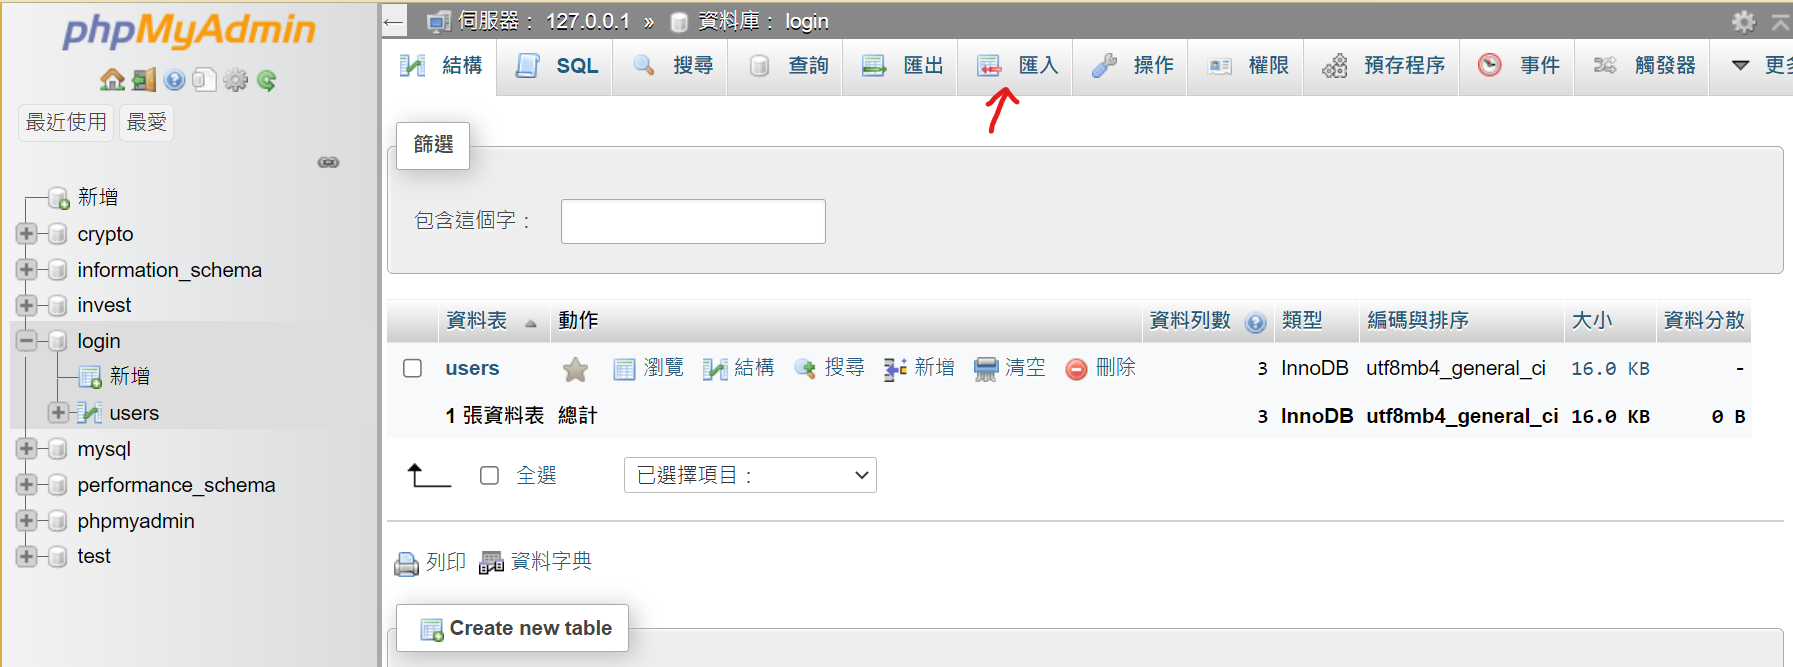 phpMyAdmin
最近使用 最愛
新增
crypto
information_schema
invest
login
新增
users
mysql
performance_schema
phpmyadmin
test
伺服器： 127.0.0.1 » 資料庫： login
結構 SQL 搜尋 查詢 匯出 匯入 操作 權限 預存程序 事件 觸發器 更多
篩選
包含這個字：
資料表 動作 資料列數 類型 編碼與排序 大小 資料分散
users 瀏覽 結構 搜尋 新增 清空 刪除 3 InnoDB utf8mb4_general_ci 16.0 KB -
1 張資料表 總計 3 InnoDB utf8mb4_general_ci 16.0 KB 0 B
全選 已選擇項目：
列印 資料字典
Create new table